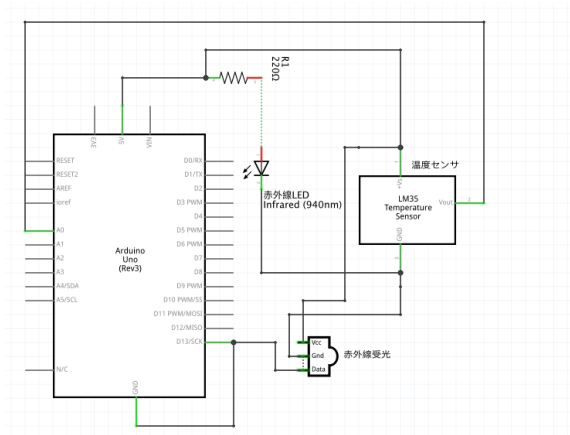 R1
220Ω
3V3
5V
VIN
RESET
RESET2
AREF
ioref
A0
A1
A2
A3
A4/SDA
A5/SCL
N/C
D0/RX
D1/TX
D2
D3 PWM
D4
D5 PWM
D6 PWM
D7
D8
D9 PWM
D10 PWM/SS
D11 PWM/MOSI
D12/MISO
D13/SCK
GND
Arduino
Uno
(Rev3)
赤外線LED
Infrared (940nm)
温度センサ
V+
LM35
Temperature
Sensor
Vout
GND
Vcc
Gnd
Data
赤外線受光